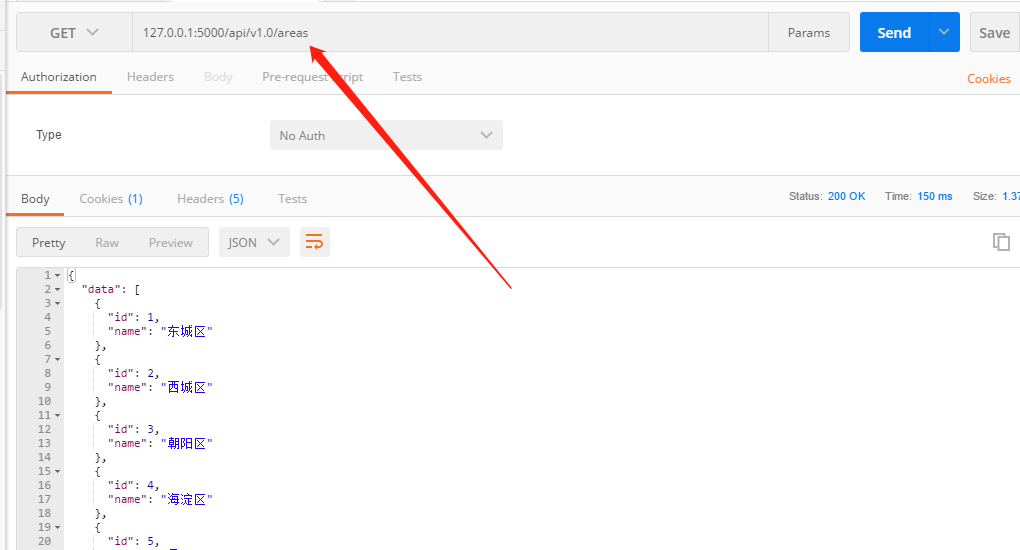 GET 127.0.0.1:5000/api/v1.0/areas Params Send Save
Authorization Headers Body Pre-request Script Tests Cookies
Type No Auth
Body Cookies (1) Headers (5) Tests Status: 200 OK Time: 150 ms Size: 1.37
Pretty Raw Preview JSON
1 {
2 "data": [
3 {
4 "id": 1,
5 "name": "东城区"
6 },
7 {
8 "id": 2,
9 "name": "西城区"
10 },
11 {
12 "id": 3,
13 "name": "朝阳区"
14 },
15 {
16 "id": 4,
17 "name": "海淀区"
18 },
19 {
20 "id": 5,